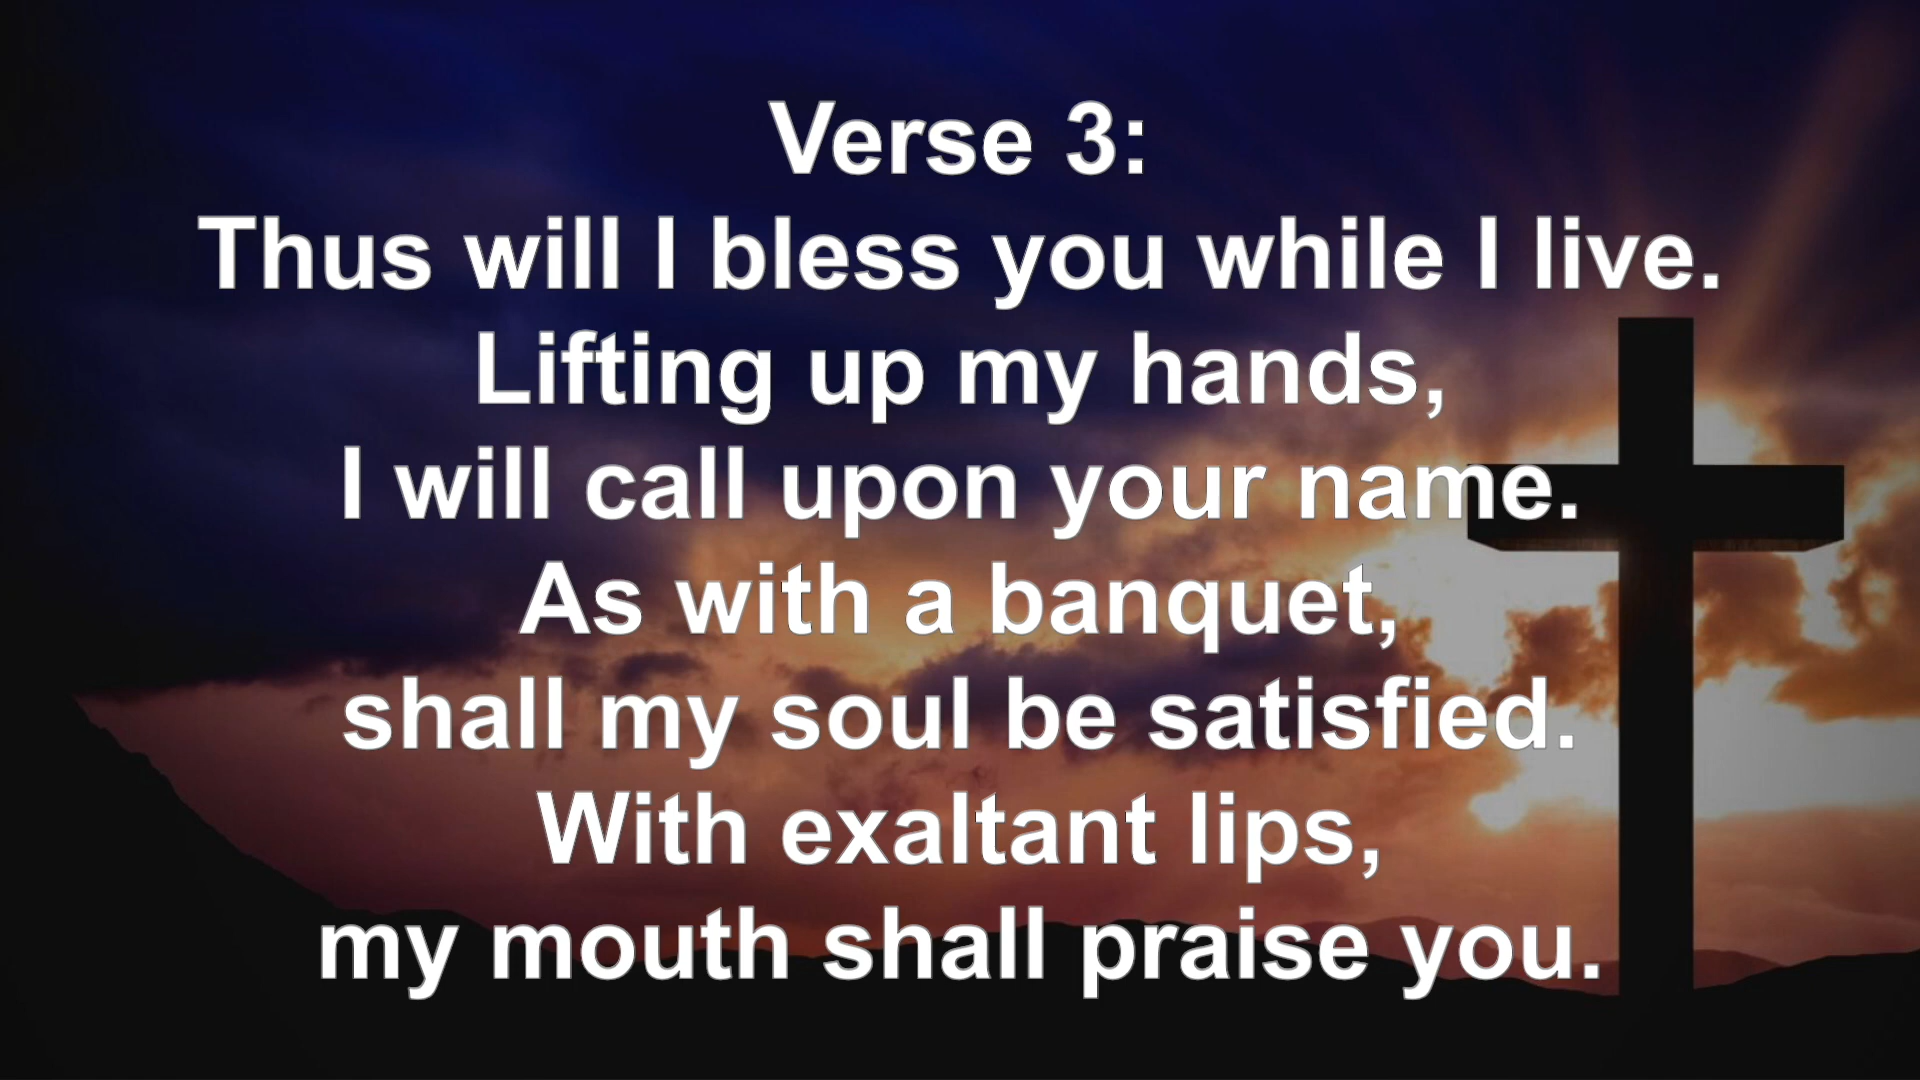 Verse 3:
Thus will I bless you while I live.
Lifting up my hands,
I will call upon your name.
As with a banquet,
shall my soul be satisfied.
With exaltant lips,
my mouth shall praise you.